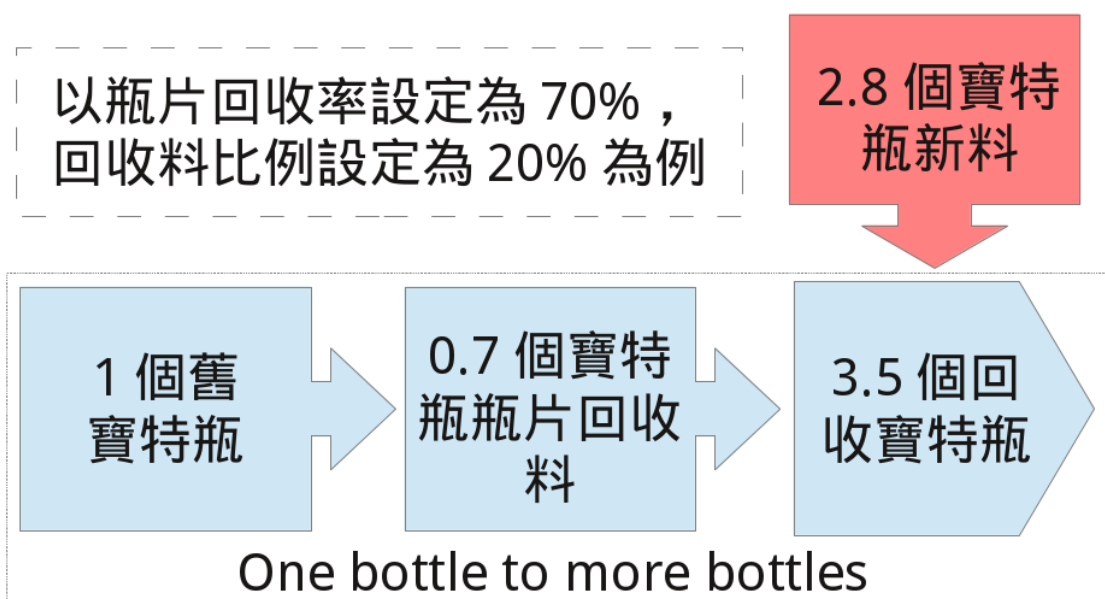 以瓶片回收率設定為 70% ，
回收料比例設定為 20% 為例
2.8 個寶特
瓶新料
1 個舊
寶特瓶
0.7 個寶特
瓶瓶片回收
料
3.5 個回
收寶特瓶
One bottle to more bottles